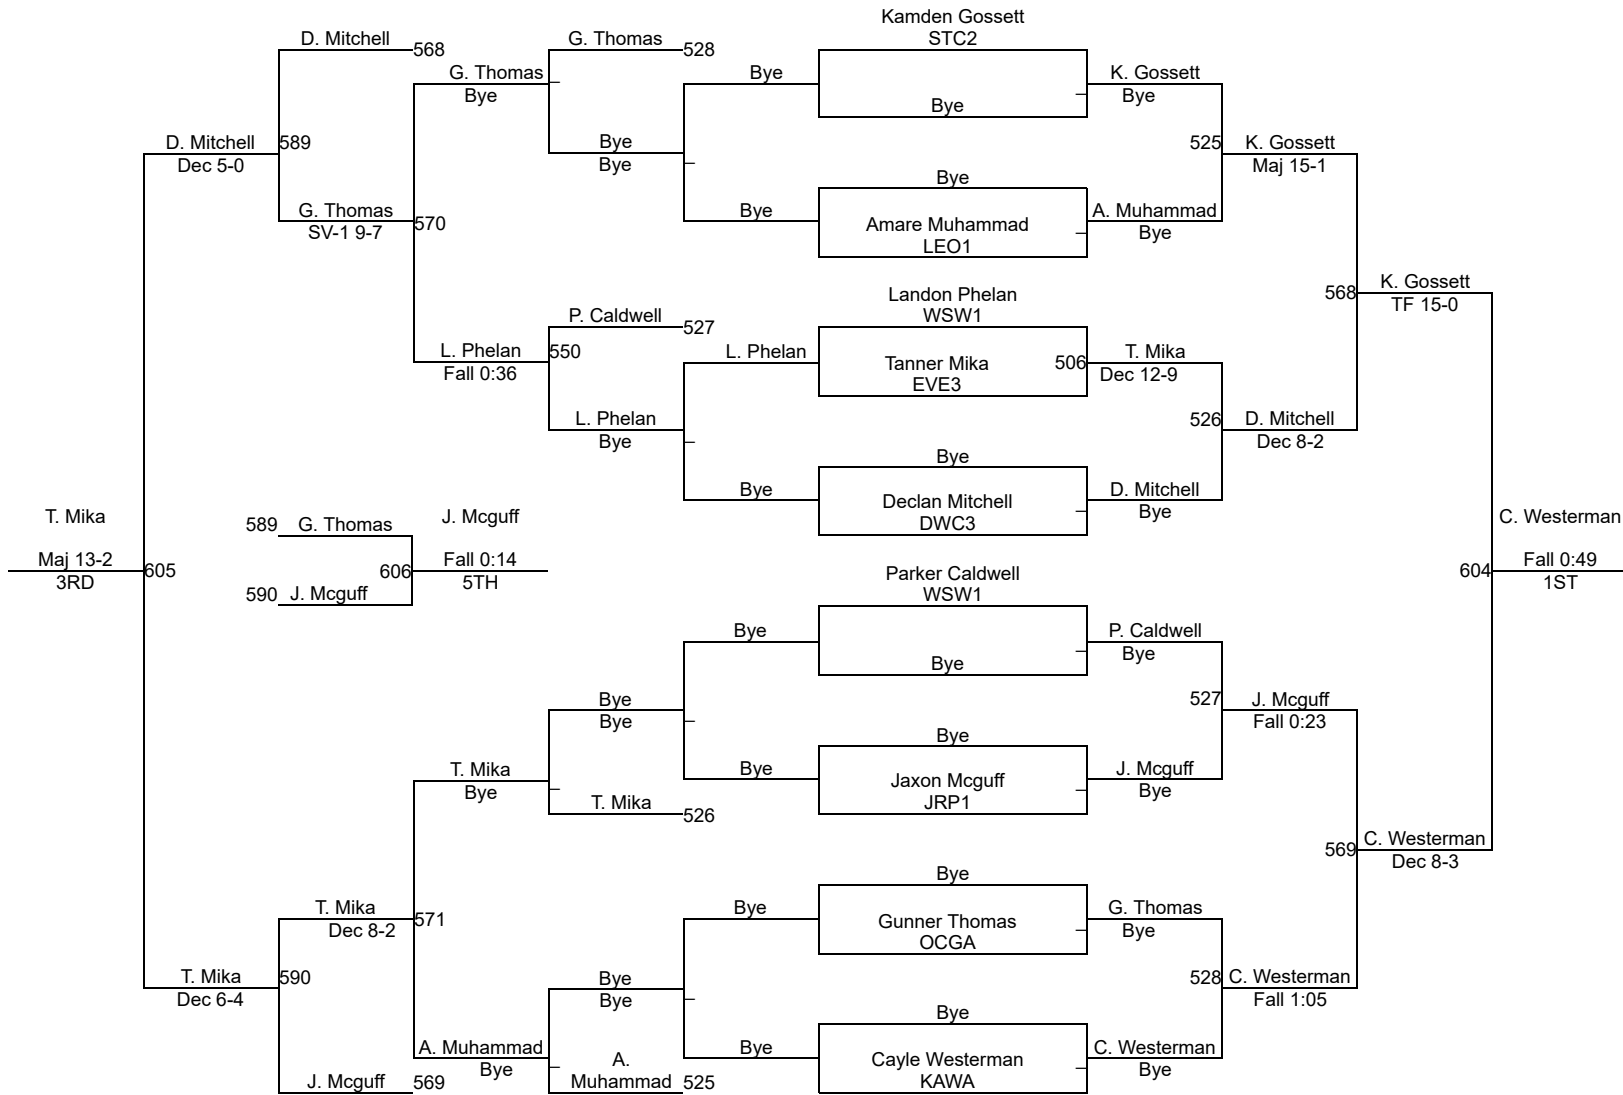 Kamden Gossett
D. Mitchell
568
G. Thomas
528
STC2
G. Thomas
Bye
Bye
K. Gossett
Bye
Bye
D. Mitchell
589
Bye
525
K. Gossett
Dec 5-0
Bye
Maj 15-1
Bye
G. Thomas
570
Bye
Amare Muhammad
A. Muhammad
SV-1 9-7
LEO1
Bye
Landon Phelan
568
K. Gossett
P. Caldwell
527
WSW1
TF 15-0
L. Phelan
550
L. Phelan
Tanner Mika
506
T. Mika
Fall 0:36
EVE3
Dec 12-9
L. Phelan
526
D. Mitchell
Bye
Dec 8-2
Bye
Bye
Declan Mitchell
D. Mitchell
DWC3
Bye
T. Mika
589
G. Thomas
J. Mcguff
C. Westerman
Maj 13-2
605
606
Fall 0:14
604
Fall 0:49
3RD
5TH
1ST
Parker Caldwell
590
J. Mcguff
WSW1
Bye
P. Caldwell
Bye
Bye
Bye
527
J. Mcguff
Bye
Fall 0:23
Bye
T. Mika
Bye
Jaxon Mcguff
J. Mcguff
Bye
JRP1
Bye
T. Mika
526
569
C. Westerman
Dec 8-3
Bye
T. Mika
571
Bye
Gunner Thomas
G. Thomas
Dec 8-2
OCGA
Bye
T. Mika
590
Bye
528
C. Westerman
Dec 6-4
Bye
Fall 1:05
Bye
A. Muhammad
Bye
A.
Bye
Cayle Westerman
C. Westerman
Bye
J. Mcguff
569
Muhammad
525
KAWA